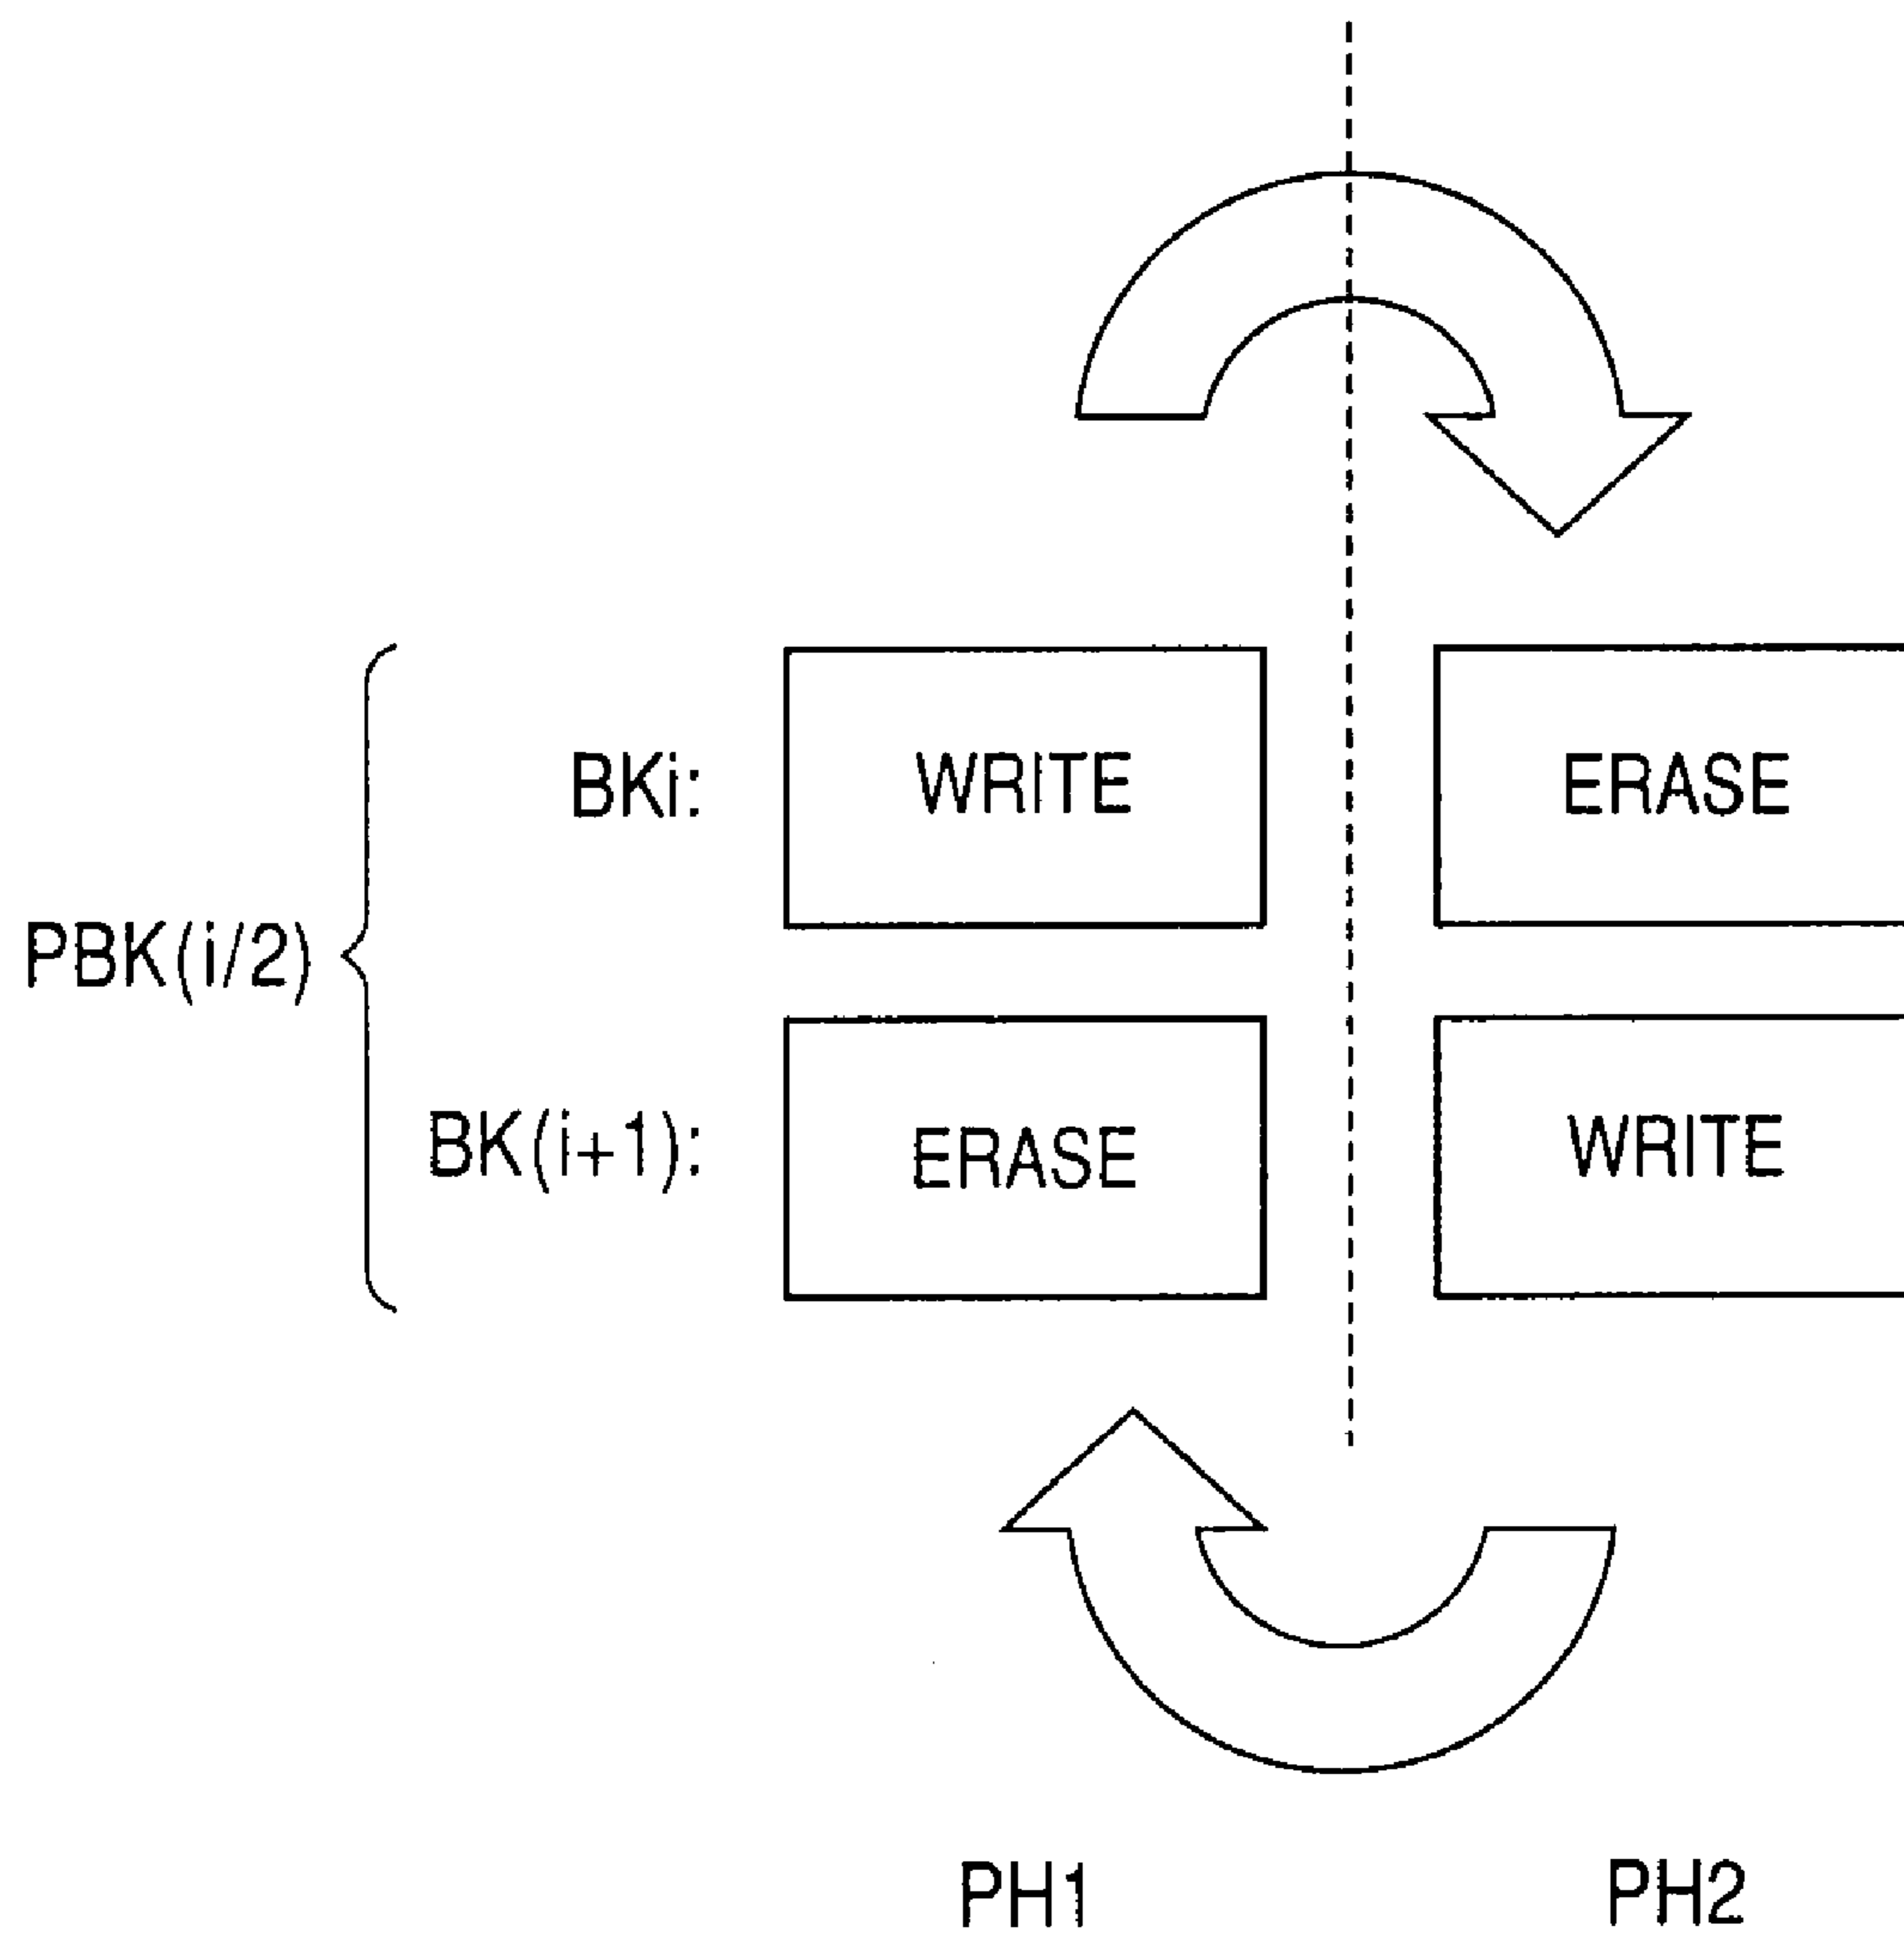 BKi: WRITE ERASE
PBK(i/2)
BK(i+1): ERASE WRITE
PH1 PH2